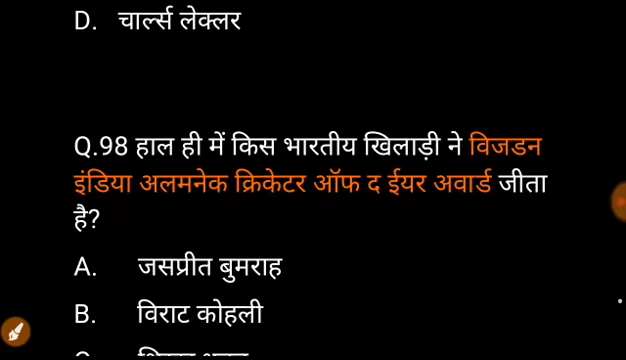 D. चार्ल्स लेक्लर
Q.98 हाल ही में किस भारतीय खिलाड़ी ने विजडन
इंडिया अलमनेक क्रिकेटर ऑफ द ईयर अवार्ड जीता
है?
A. जसप्रीत बुमराह
B. विराट कोहली